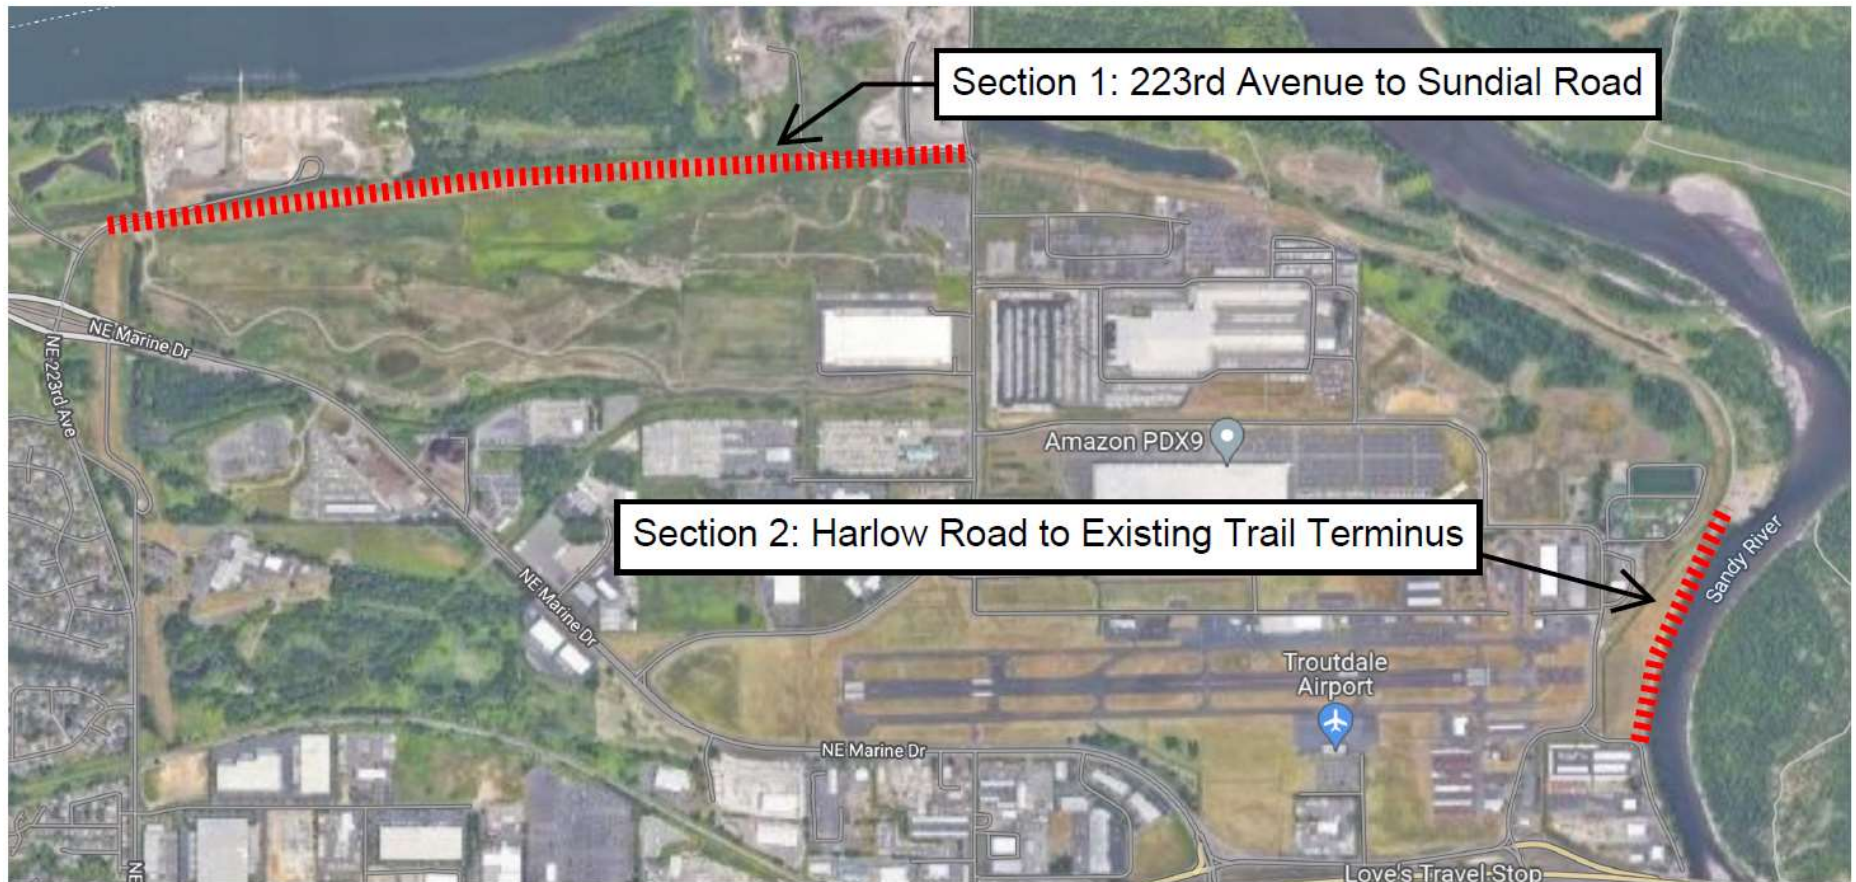 Section 1: 223rd Avenue to Sundial Road
NE Marine Dr
NE 223rd Ave
Amazon PDX9
Section 2: Harlow Road to Existing Trail Terminus
Sandy River
NE Marine Dr
Troutdale
Airport
NE Marine Dr
NE
Love's Travel Stop